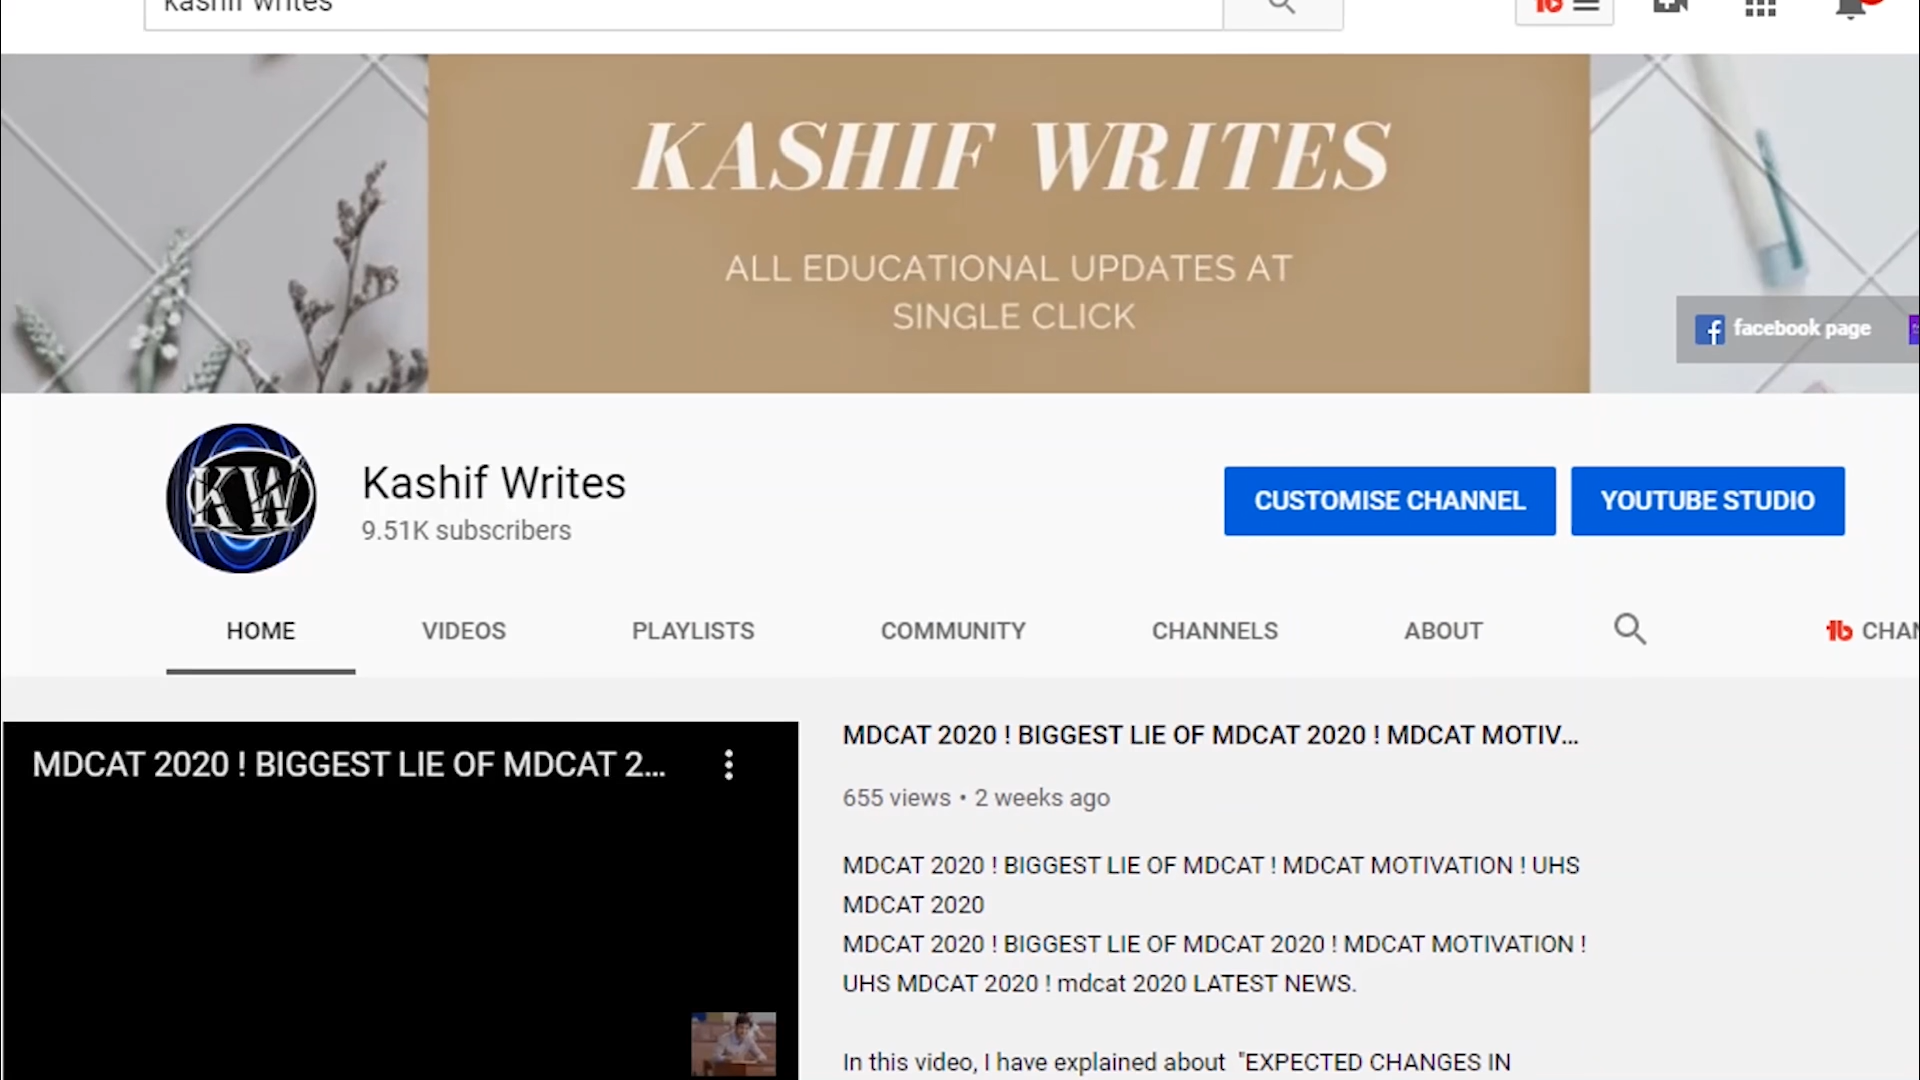 kashif writes
KASHIF WRITES
ALL EDUCATIONAL UPDATES AT
SINGLE CLICK
facebook page
KW
Kashif Writes
9.51K subscribers
CUSTOMISE CHANNEL
YOUTUBE STUDIO
HOME
VIDEOS
PLAYLISTS
COMMUNITY
CHANNELS
ABOUT
CHAN
MDCAT 2020 ! BIGGEST LIE OF MDCAT 2...
MDCAT 2020 ! BIGGEST LIE OF MDCAT 2020 ! MDCAT MOTIV...
655 views • 2 weeks ago
MDCAT 2020 ! BIGGEST LIE OF MDCAT ! MDCAT MOTIVATION ! UHS
MDCAT 2020
MDCAT 2020 ! BIGGEST LIE OF MDCAT 2020 ! MDCAT MOTIVATION !
UHS MDCAT 2020 ! mdcat 2020 LATEST NEWS.
In this video, I have explained about "EXPECTED CHANGES IN